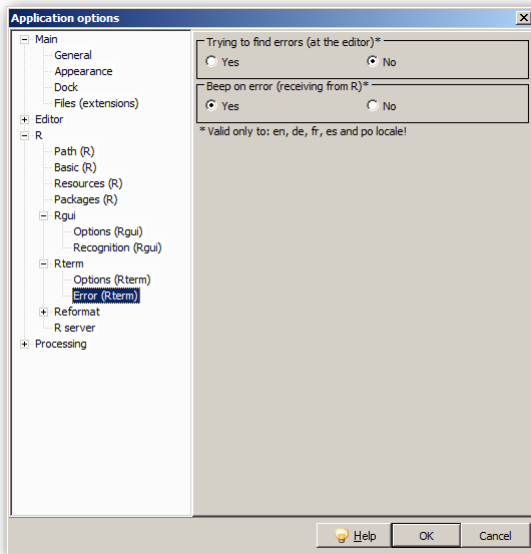 Application options
Main
General
Appearance
Dock
Files (extensions)
Editor
R
Path (R)
Basic (R)
Resources (R)
Packages (R)
Rgui
Options (Rgui)
Recognition (Rgui)
Rterm
Options (Rterm)
Error (Rterm)
Reformat
R server
Processing
Trying to find errors (at the editor)*
Yes No
Beep on error (receiving from R)*
Yes No
* Valid only to: en, de, fr, es and po locale!
Help OK Cancel